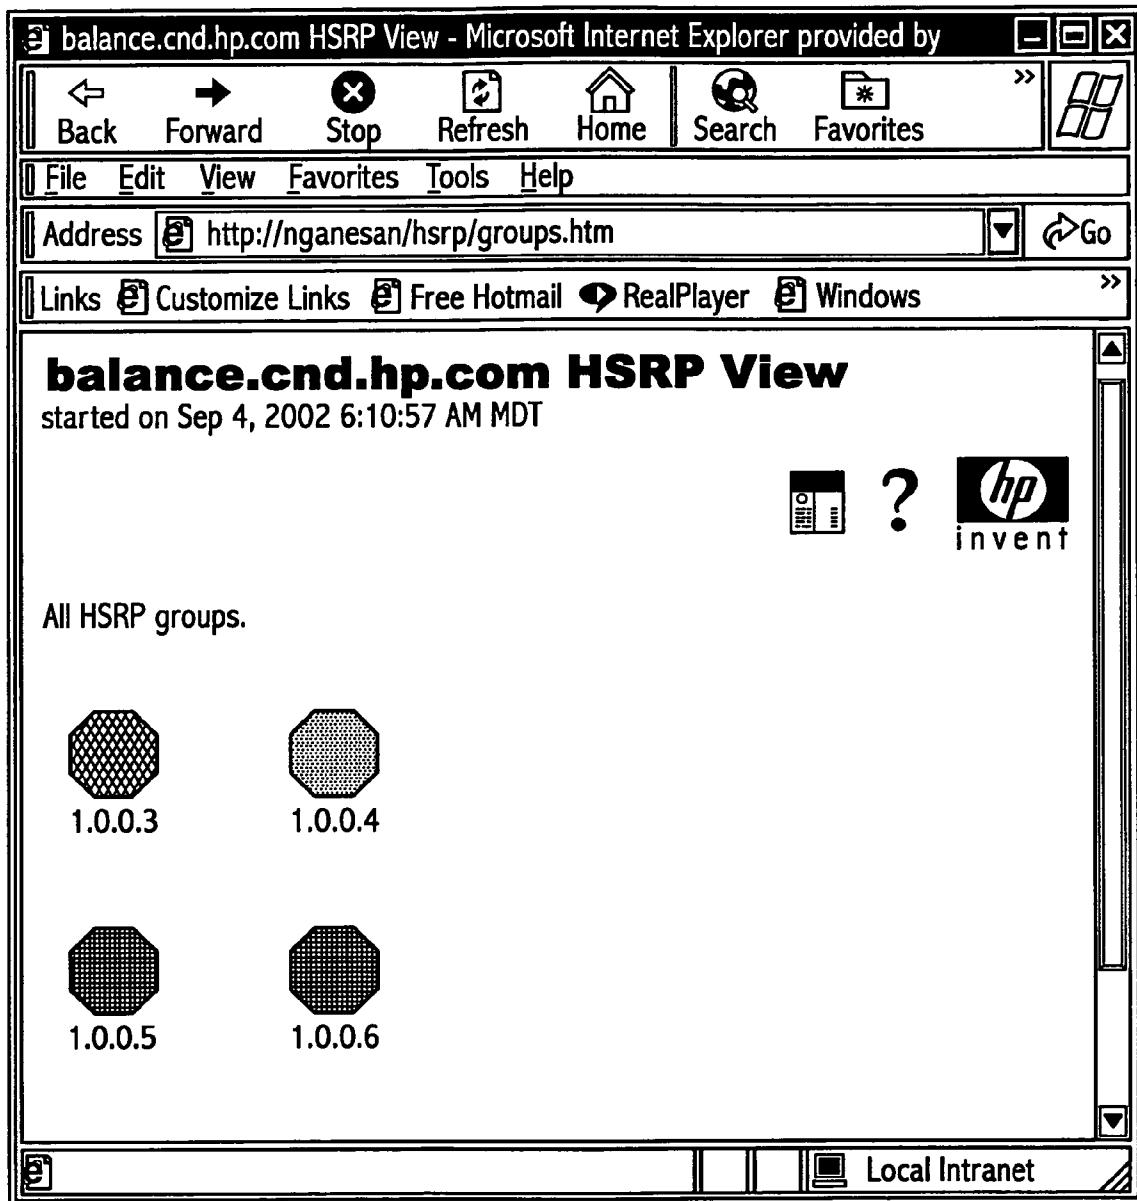 balance.cnd.hp.com HSRP View - Microsoft Internet Explorer provided by
Back Forward Stop Refresh Home Search Favorites »
File Edit View Favorites Tools Help
Address http://nganesan/hsrp/groups.htm Go
Links Customize Links Free Hotmail RealPlayer Windows »
balance.cnd.hp.com HSRP View
started on Sep 4, 2002 6:10:57 AM MDT
?
hp
invent
All HSRP groups.
1.0.0.3 1.0.0.4
1.0.0.5 1.0.0.6
Local Intranet